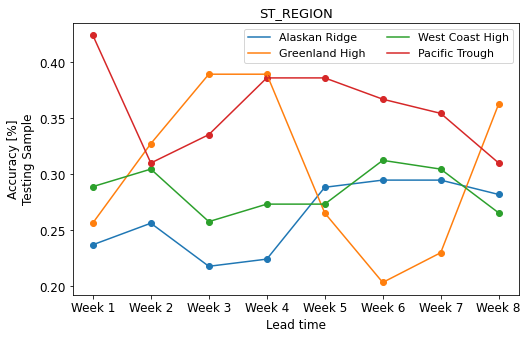 ST_REGION
Alaskan Ridge
Greenland High
West Coast High
Pacific Trough
Accuracy [%]
Testing Sample
0.40
0.35
0.30
0.25
0.20
Week 1 Week 2 Week 3 Week 4 Week 5 Week 6 Week 7 Week 8
Lead time